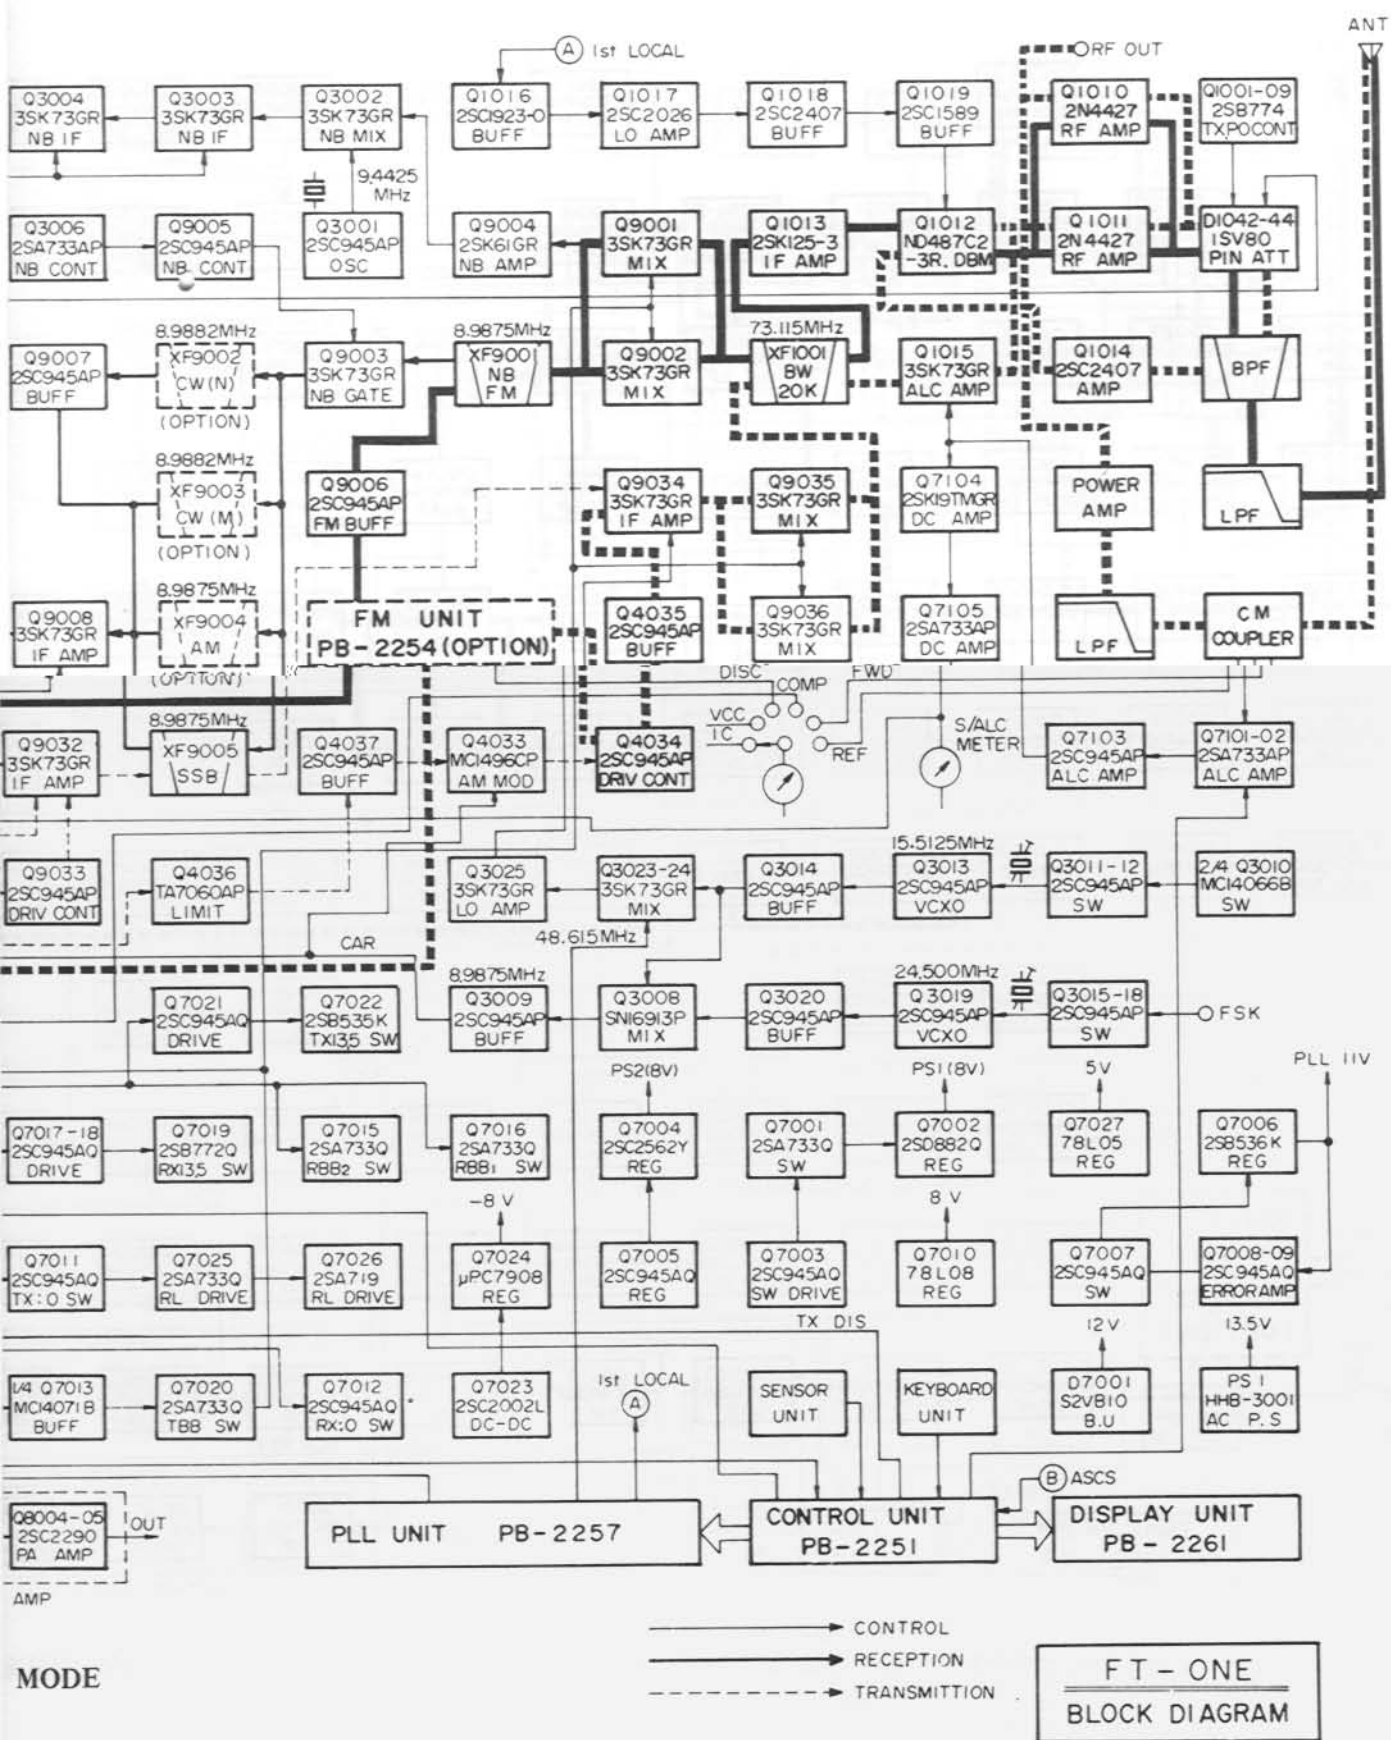 ANT
A 1st LOCAL
RF OUT
Q3004
3SK73GR
NB IF
Q3003
3SK73GR
NB IF
Q3002
3SK73GR
NB MIX
Q1016
2SC1923-O
BUFF
Q1017
2SC2026
LO AMP
Q1018
2SC2407
BUFF
Q1019
2SC1589
BUFF
Q1010
2N4427
RF AMP
Q1001-09
2SB774
TXPOCONT
9.4425
MHz
Q3006
2SA733AP
NB CONT
Q9005
2SC945AP
NB CONT
Q3001
2SC945AP
OSC
Q9004
2SK61GR
NB AMP
Q9001
3SK73GR
MIX
Q1013
2SK125-3
IF AMP
Q1012
ND487C2
-3R. DBM
Q1011
2N4427
RF AMP
D1042-44
1SV80
PIN ATT
8.9882MHz
8.9875MHz
73.115MHz
Q9007
2SC945AP
BUFF
XF9002
CW(N)
(OPTION)
Q9003
3SK73GR
NB GATE
XF9001
NB
FM
Q9002
3SK73GR
MIX
XF1001
BW
20K
Q1015
3SK73GR
ALC AMP
Q1014
2SC2407
AMP
BPF
8.9882MHz
XF9003
CW(M)
(OPTION)
Q9006
2SC945AP
FM BUFF
Q9034
3SK73GR
IF AMP
Q9035
3SK73GR
MIX
Q7104
2SK19TMGR
DC AMP
POWER
AMP
LPF
8.9875MHz
Q9008
3SK73GR
IF AMP
XF9004
AM
(OPTION)
FM UNIT
PB-2254(OPTION)
Q4035
2SC945AP
BUFF
Q9036
3SK73GR
MIX
Q7105
2SA733AP
DC AMP
LPF
CM
COUPLER
DISC
COMP
FWD
VCC
IC
REF
S/ALC
METER
8.9875MHz
Q9032
3SK73GR
IF AMP
XF9005
SSB
Q4037
2SC945AP
BUFF
Q4033
MC1496CP
AM MOD
Q4034
2SC945AP
DRIV CONT
Q7103
2SC945AP
ALC AMP
Q7101-02
2SA733AP
ALC AMP
15.5125MHz
Q9033
2SC945AP
DRIV CONT
Q4036
TA7060AP
LIMIT
Q3025
3SK73GR
LO AMP
Q3023-24
3SK73GR
MIX
Q3014
2SC945AP
BUFF
Q3013
2SC945AP
VCXO
Q3011-12
2SC945AP
SW
2/4 Q3010
MC14066B
SW
CAR
48.615MHz
8.9875MHz
24.500MHz
Q7021
2SC945AQ
DRIVE
Q7022
2SB535K
TX13.5 SW
Q3009
2SC945AP
BUFF
Q3008
SN16913P
MIX
Q3020
2SC945AP
BUFF
Q3019
2SC945AP
VCXO
Q3015-18
2SC945AP
SW
FSK
PS2(8V)
PS1(8V)
5V
PLL 11V
Q7017-18
2SC945AQ
DRIVE
Q7019
2SB772Q
RX13.5 SW
Q7015
2SA733Q
RBB2 SW
Q7016
2SA733Q
RBB1 SW
Q7004
2SC2562Y
REG
Q7001
2SA733Q
SW
Q7002
2SD882Q
REG
Q7027
78L05
REG
Q7006
2SB536K
REG
-8 V
8 V
Q7011
2SC945AQ
TX:O SW
Q7025
2SA733Q
RL DRIVE
Q7026
2SA719
RL DRIVE
Q7024
μPC7908
REG
Q7005
2SC945AQ
REG
Q7003
2SC945AQ
SW DRIVE
Q7010
78L08
REG
Q7007
2SC945AQ
SW
Q7008-09
2SC945AQ
ERROR AMP
TX DIS
12V
13.5V
1/4 Q7013
MC14071B
BUFF
Q7020
2SA733Q
TBB SW
Q7012
2SC945AQ
RX:O SW
Q7023
2SC2002L
DC-DC
1st LOCAL
A
SENSOR
UNIT
KEYBOARD
UNIT
D7001
S2VB10
B.U
PS 1
HHB-3001
AC P.S
B ASCS
Q8004-05
2SC2290
PA AMP
OUT
AMP
PLL UNIT PB-2257
CONTROL UNIT
PB-2251
DISPLAY UNIT
PB-2261
CONTROL
RECEPTION
TRANSMITTION
MODE
FT-ONE
BLOCK DIAGRAM